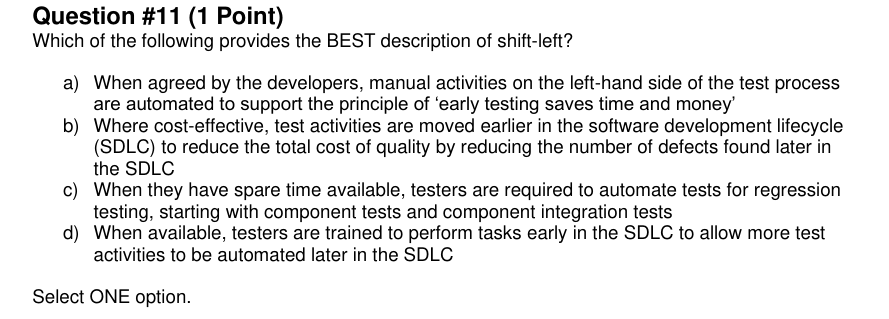 Question #11 (1 Point)
Which of the following provides the BEST description of shift-left?
a) When agreed by the developers, manual activities on the left-hand side of the test process
are automated to support the principle of ‘early testing saves time and money’
b) Where cost-effective, test activities are moved earlier in the software development lifecycle
(SDLC) to reduce the total cost of quality by reducing the number of defects found later in
the SDLC
c) When they have spare time available, testers are required to automate tests for regression
testing, starting with component tests and component integration tests
d) When available, testers are trained to perform tasks early in the SDLC to allow more test
activities to be automated later in the SDLC
Select ONE option.